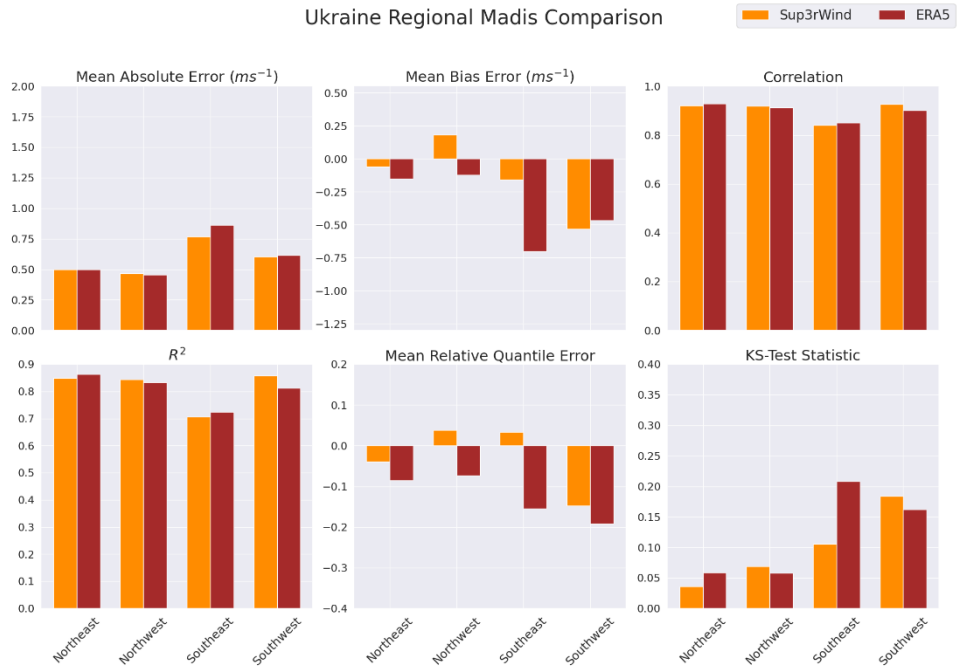 Ukraine Regional Madis Comparison
Sup3rWind
ERA5
Mean Absolute Error (ms⁻¹)
2.00
1.75
1.50
1.25
1.00
0.75
0.50
0.25
0.00
Mean Bias Error (ms⁻¹)
0.50
0.25
0.00
−0.25
−0.50
−0.75
−1.00
−1.25
Correlation
1.0
0.8
0.6
0.4
0.2
0.0
R²
0.9
0.8
0.7
0.6
0.5
0.4
0.3
0.2
0.1
0.0
Northeast
Northwest
Southeast
Southwest
Mean Relative Quantile Error
0.2
0.1
0.0
−0.1
−0.2
−0.3
−0.4
Northeast
Northwest
Southeast
Southwest
KS-Test Statistic
0.40
0.35
0.30
0.25
0.20
0.15
0.10
0.05
0.00
Northeast
Northwest
Southeast
Southwest